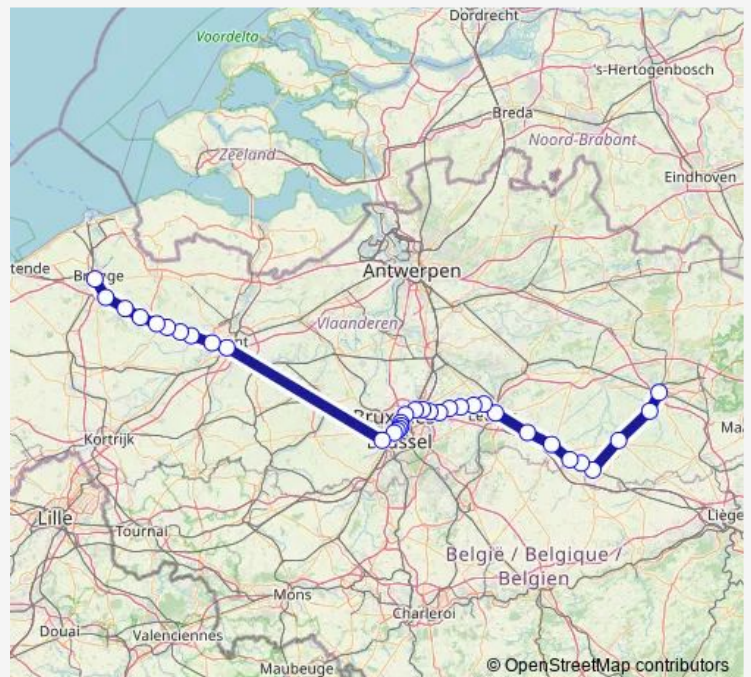 Dordrecht
Voordelta
's-Hertogenbosch
Breda
Noord-Brabant
Zeeland
Eindhoven
tende
Antwerpen
Vlaanderen
Kortrijk
Lille
Tournai
Liège
België / Belgique /
Belgien
Mons
Charleroi
Douai
Valenciennes
Maubeuge
© OpenStreetMap contributors